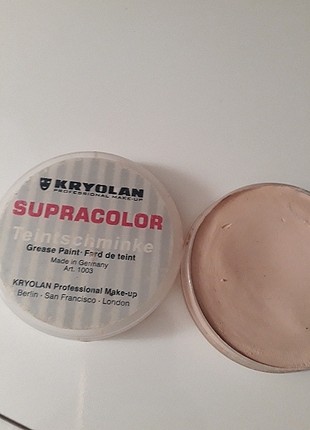 KRYOLAN
PROFESSIONAL MAKE-UP
SUPRACOLOR
Teintschminke
Grease Paint · Fard de teint
Made in Germany
Art. 1003
KRYOLAN Professional Make-up
Berlin - San Francisco - London